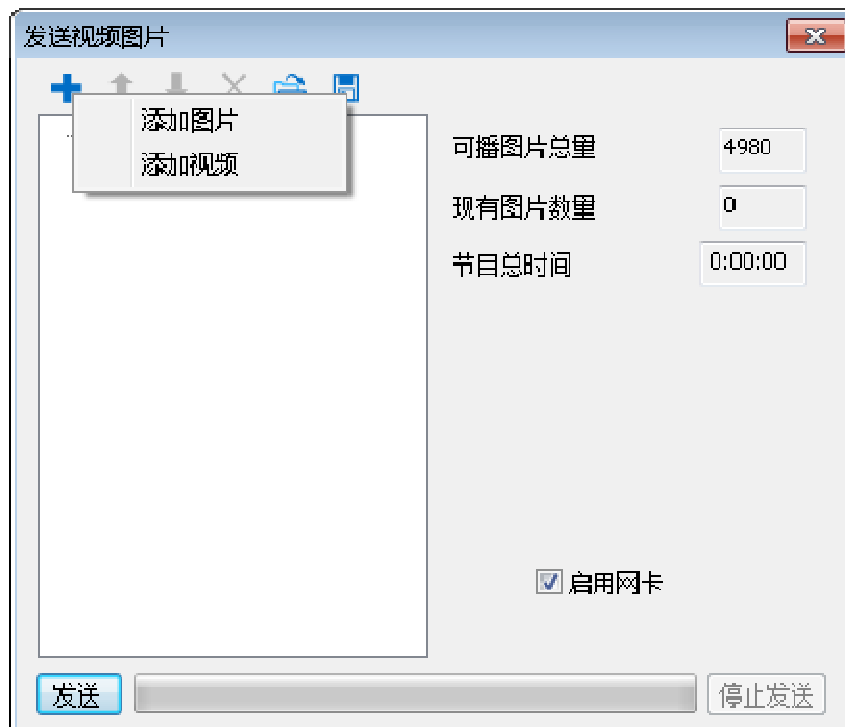 发送视频图片
添加图片
添加视频
可播图片总量 4980
现有图片数量 0
节目总时间 0:00:00
启用网卡
发送
停止发送